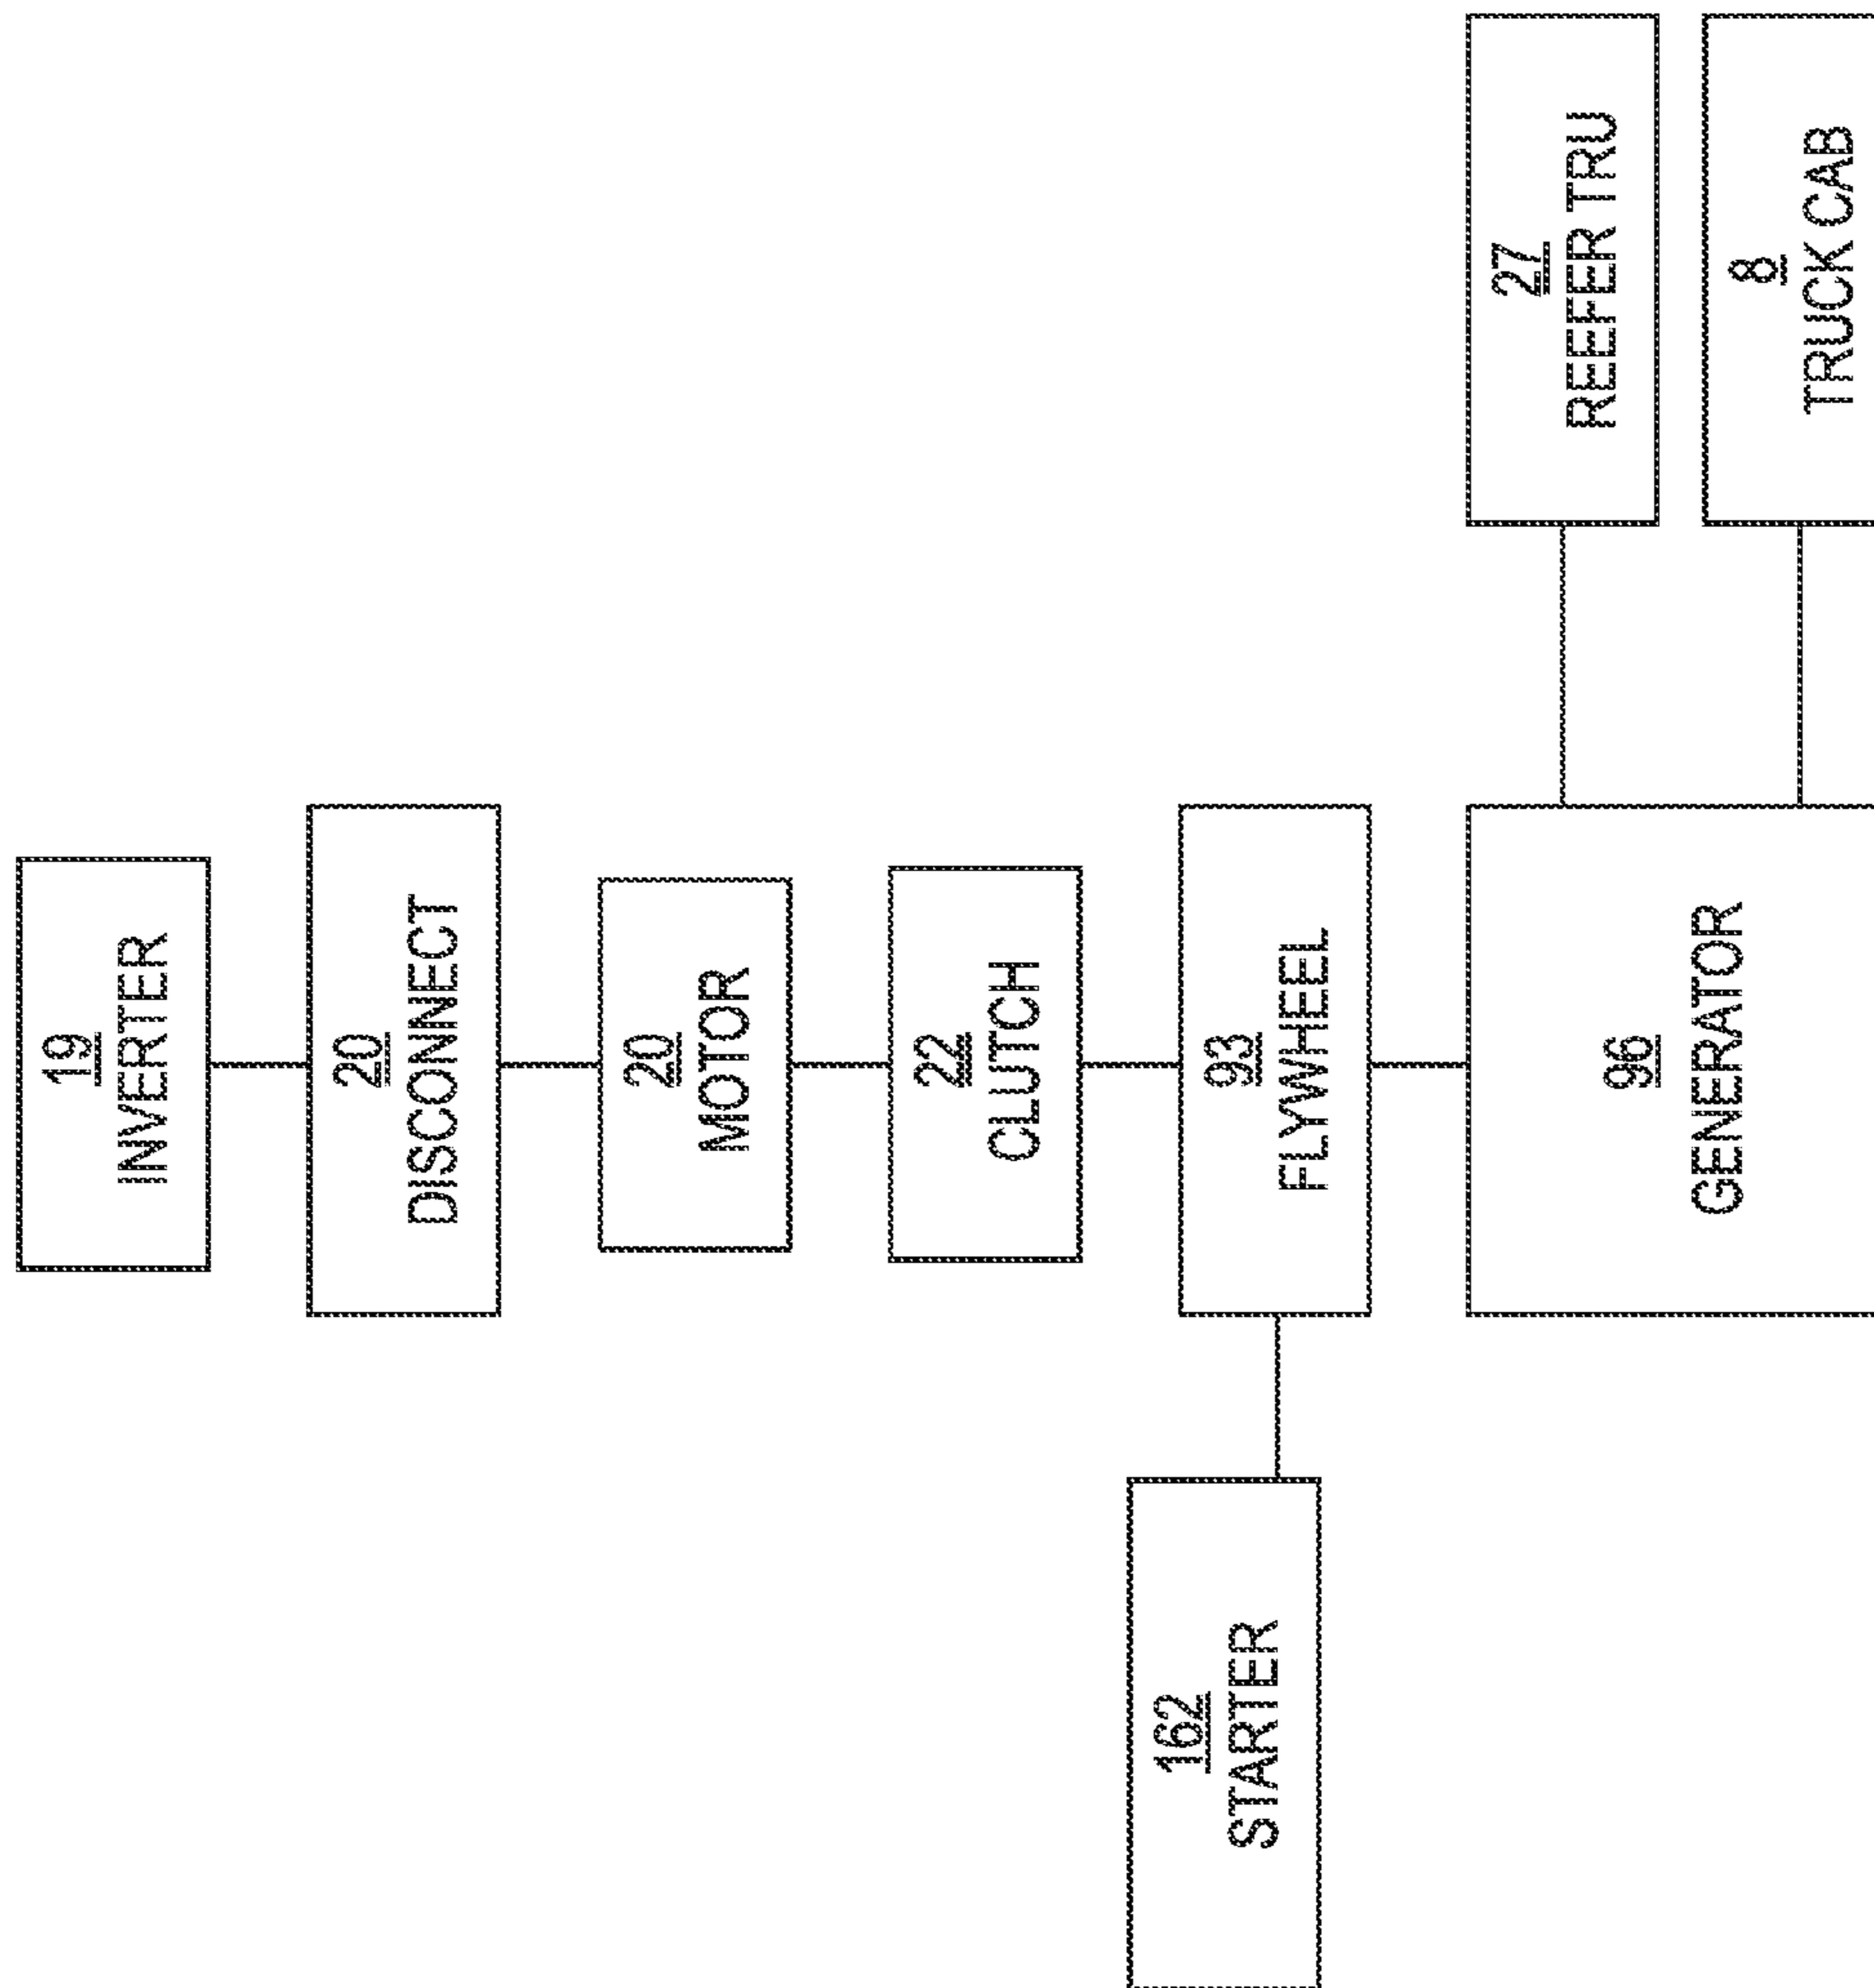 19
INVERTER
20
DISCONNECT
20
MOTOR
22
CLUTCH
93
FLYWHEEL
96
GENERATOR
27
REEFER TRU
8
TRUCK CAB
162
STARTER